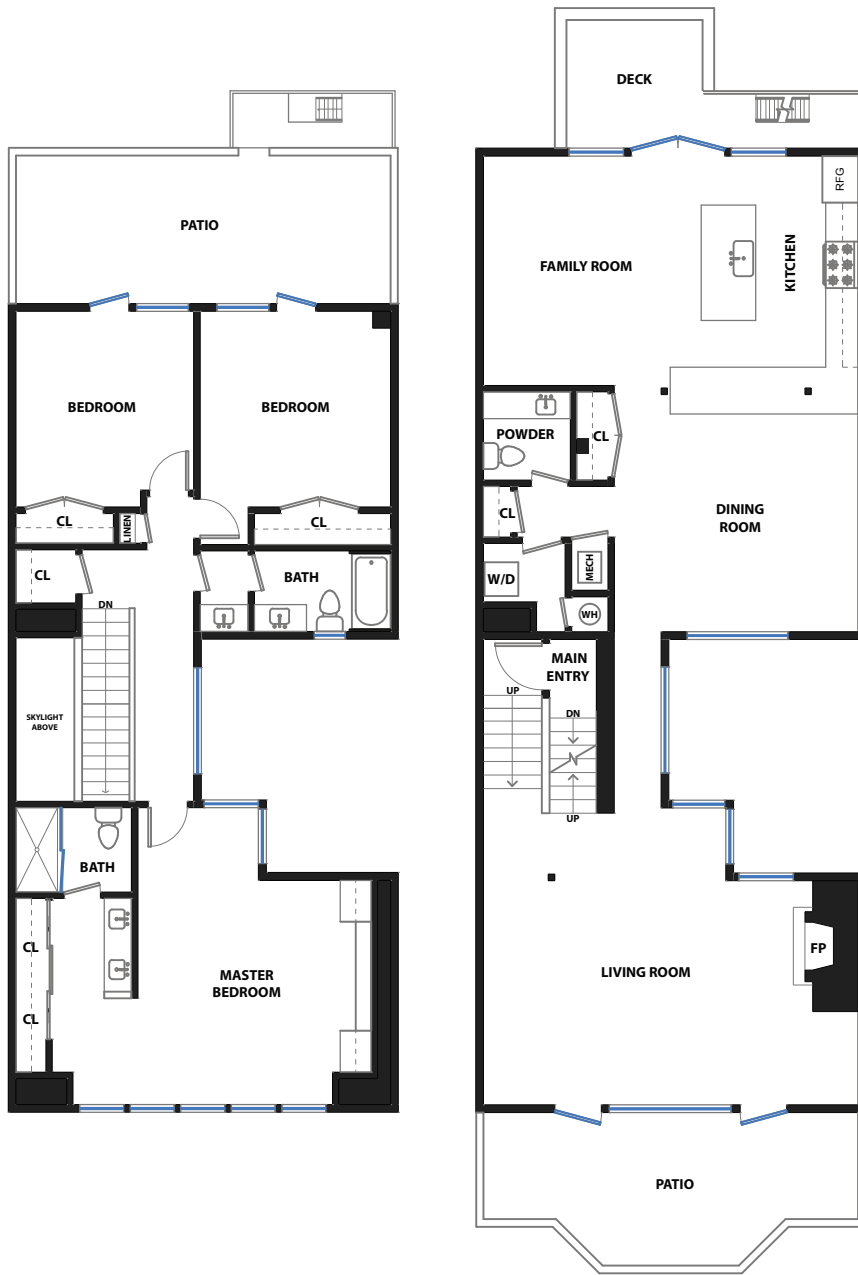 PATIO
BEDROOM
BEDROOM
CL
LINEN
CL
CL
BATH
DN
SKYLIGHT
ABOVE
BATH
CL
CL
MASTER
BEDROOM
DECK
RFG
FAMILY ROOM
KITCHEN
POWDER
CL
CL
DINING
ROOM
W/D
MECH
WH
MAIN
ENTRY
UP
DN
UP
LIVING ROOM
FP
PATIO